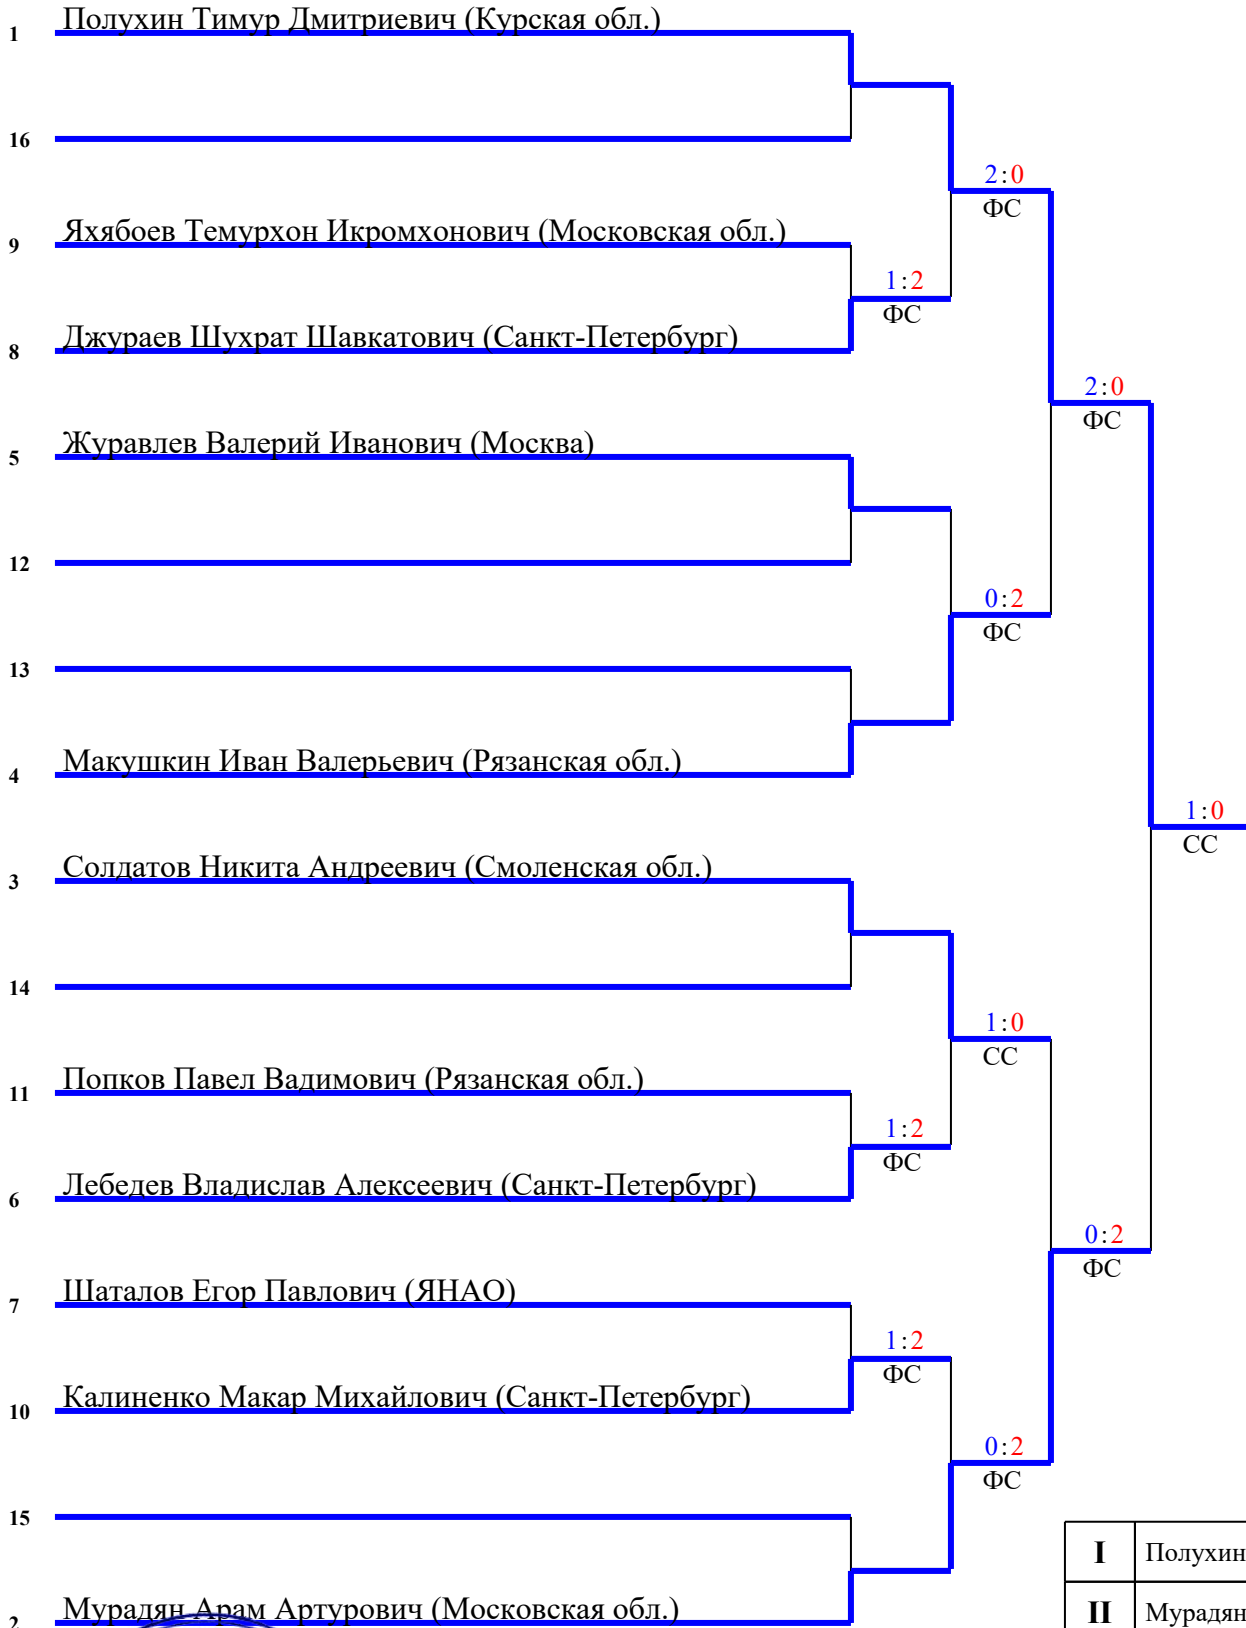 1 Полухин Тимур Дмитриевич (Курская обл.)
16
2:0
ФС
9 Яхябоев Темурхон Икромхонович (Московская обл.)
1:2
ФС
8 Джураев Шухрат Шавкатович (Санкт-Петербург)
2:0
ФС
5 Журавлев Валерий Иванович (Москва)
12
0:2
ФС
13
4 Макушкин Иван Валерьевич (Рязанская обл.)
1:0
СС
3 Солдатов Никита Андреевич (Смоленская обл.)
14
1:0
СС
11 Попков Павел Вадимович (Рязанская обл.)
1:2
ФС
6 Лебедев Владислав Алексеевич (Санкт-Петербург)
0:2
ФС
7 Шаталов Егор Павлович (ЯНАО)
1:2
ФС
10 Калиненко Макар Михайлович (Санкт-Петербург)
0:2
ФС
15
I Полухин
2 Мурадян Арам Артурович (Московская обл.)
II Мурадян